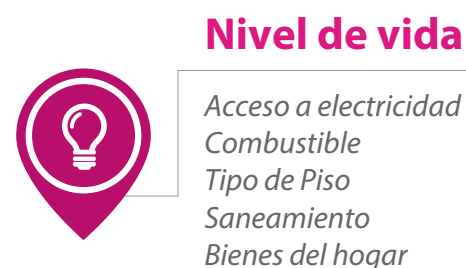 Nivel de vida
Acceso a electricidad
Combustible
Tipo de Piso
Saneamiento
Bienes del hogar